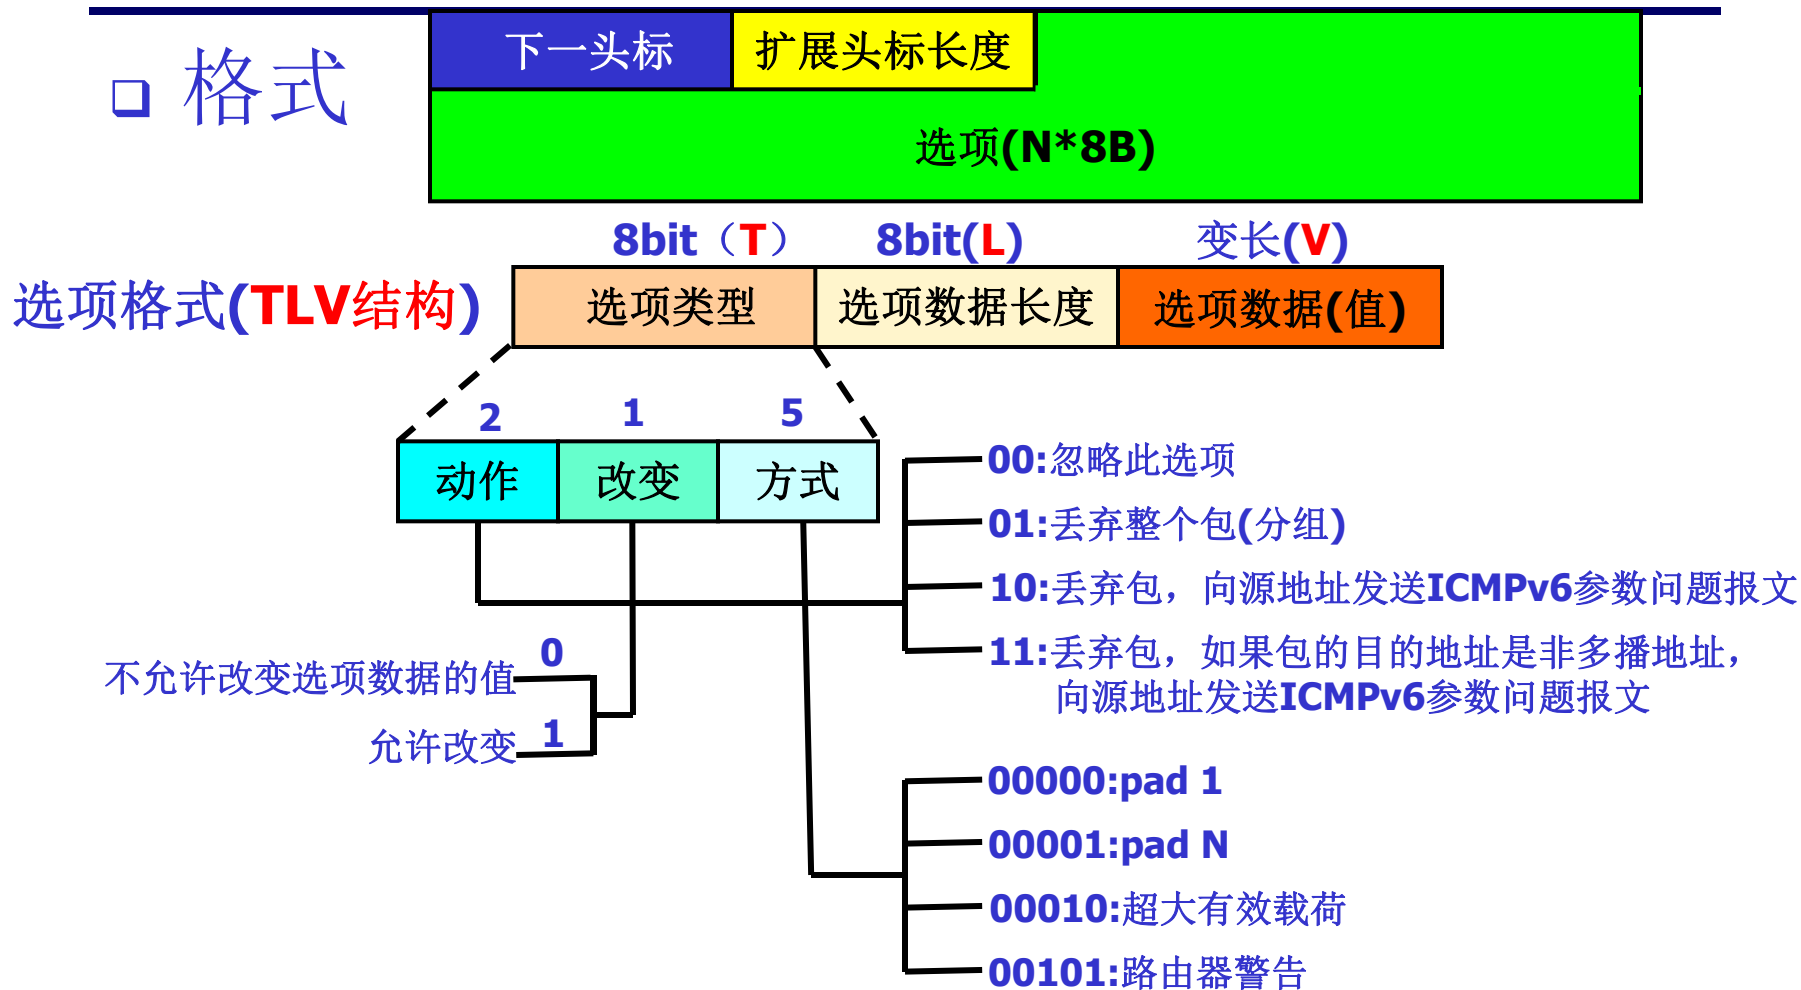 下一头标 扩展头标长度
格式
选项(N*8B)
8bit（T） 8bit(L) 变长(V)
选项格式(TLV结构) 选项类型 选项数据长度 选项数据(值)
2 1 5
动作 改变 方式
00:忽略此选项
01:丢弃整个包(分组)
10:丢弃包，向源地址发送ICMPv6参数问题报文
11:丢弃包，如果包的目的地址是非多播地址，
向源地址发送ICMPv6参数问题报文
不允许改变选项数据的值 0
允许改变 1
00000:pad 1
00001:pad N
00010:超大有效载荷
00101:路由器警告